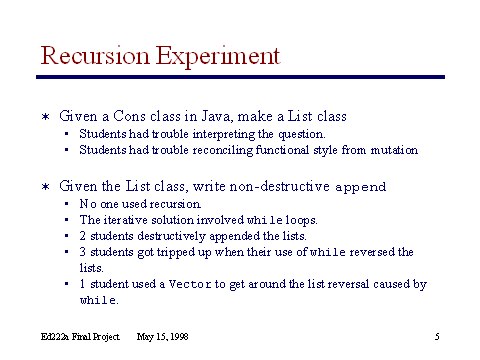 Recursion Experiment
* Given a Cons class in Java, make a List class
• Students had trouble interpreting the question.
• Students had trouble reconciling functional style from mutation
* Given the List class, write non-destructive append
• No one used recursion.
• The iterative solution involved while loops.
• 2 students destructively appended the lists.
• 3 students got tripped up when their use of while reversed the
lists.
• 1 student used a Vector to get around the list reversal caused by
while.
Ed222a Final Project May 15, 1998 5